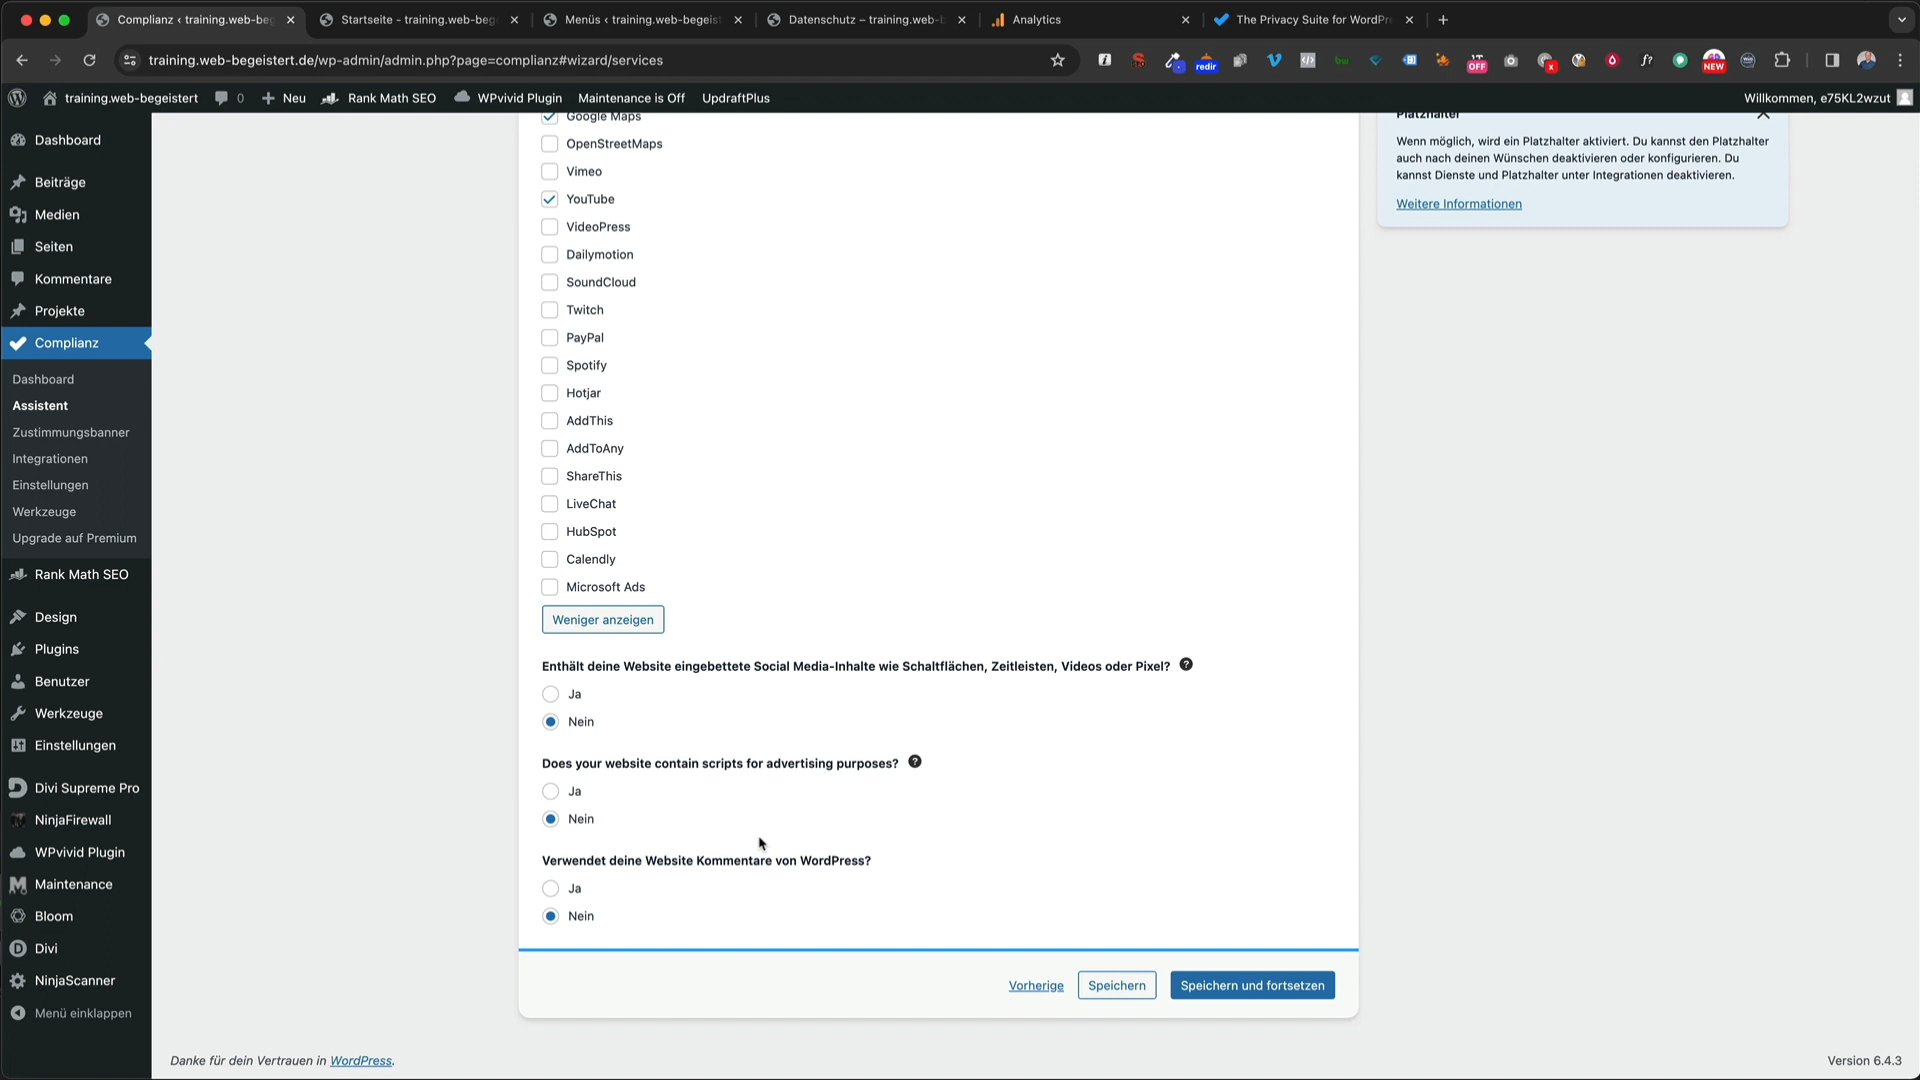 Complianz ‹ training.web-beg
Startseite - training.web-beg
Menüs ‹ training.web-begeist
Datenschutz – training.web-b
Analytics
The Privacy Suite for WordPr
training.web-begeistert.de/wp-admin/admin.php?page=complianz#wizard/services
redir
OFF
NEW
training.web-begeistert
0
Neu
Rank Math SEO
WPvivid Plugin
Maintenance is Off
UpdraftPlus
Willkommen, e75KL2wzut
Dashboard
Beiträge
Medien
Seiten
Kommentare
Projekte
Complianz
Dashboard
Assistent
Zustimmungsbanner
Integrationen
Einstellungen
Werkzeuge
Upgrade auf Premium
Rank Math SEO
Design
Plugins
Benutzer
Werkzeuge
Einstellungen
Divi Supreme Pro
NinjaFirewall
WPvivid Plugin
Maintenance
Bloom
Divi
NinjaScanner
Menü einklappen
Google Maps
OpenStreetMaps
Vimeo
YouTube
VideoPress
Dailymotion
SoundCloud
Twitch
PayPal
Spotify
Hotjar
AddThis
AddToAny
ShareThis
LiveChat
HubSpot
Calendly
Microsoft Ads
Weniger anzeigen
Enthält deine Website eingebettete Social Media-Inhalte wie Schaltflächen, Zeitleisten, Videos oder Pixel?
Ja
Nein
Does your website contain scripts for advertising purposes?
Ja
Nein
Verwendet deine Website Kommentare von WordPress?
Ja
Nein
Vorherige
Speichern
Speichern und fortsetzen
Platzhalter
Wenn möglich, wird ein Platzhalter aktiviert. Du kannst den Platzhalter
auch nach deinen Wünschen deaktivieren oder konfigurieren. Du
kannst Dienste und Platzhalter unter Integrationen deaktivieren.
Weitere Informationen
Danke für dein Vertrauen in WordPress.
Version 6.4.3